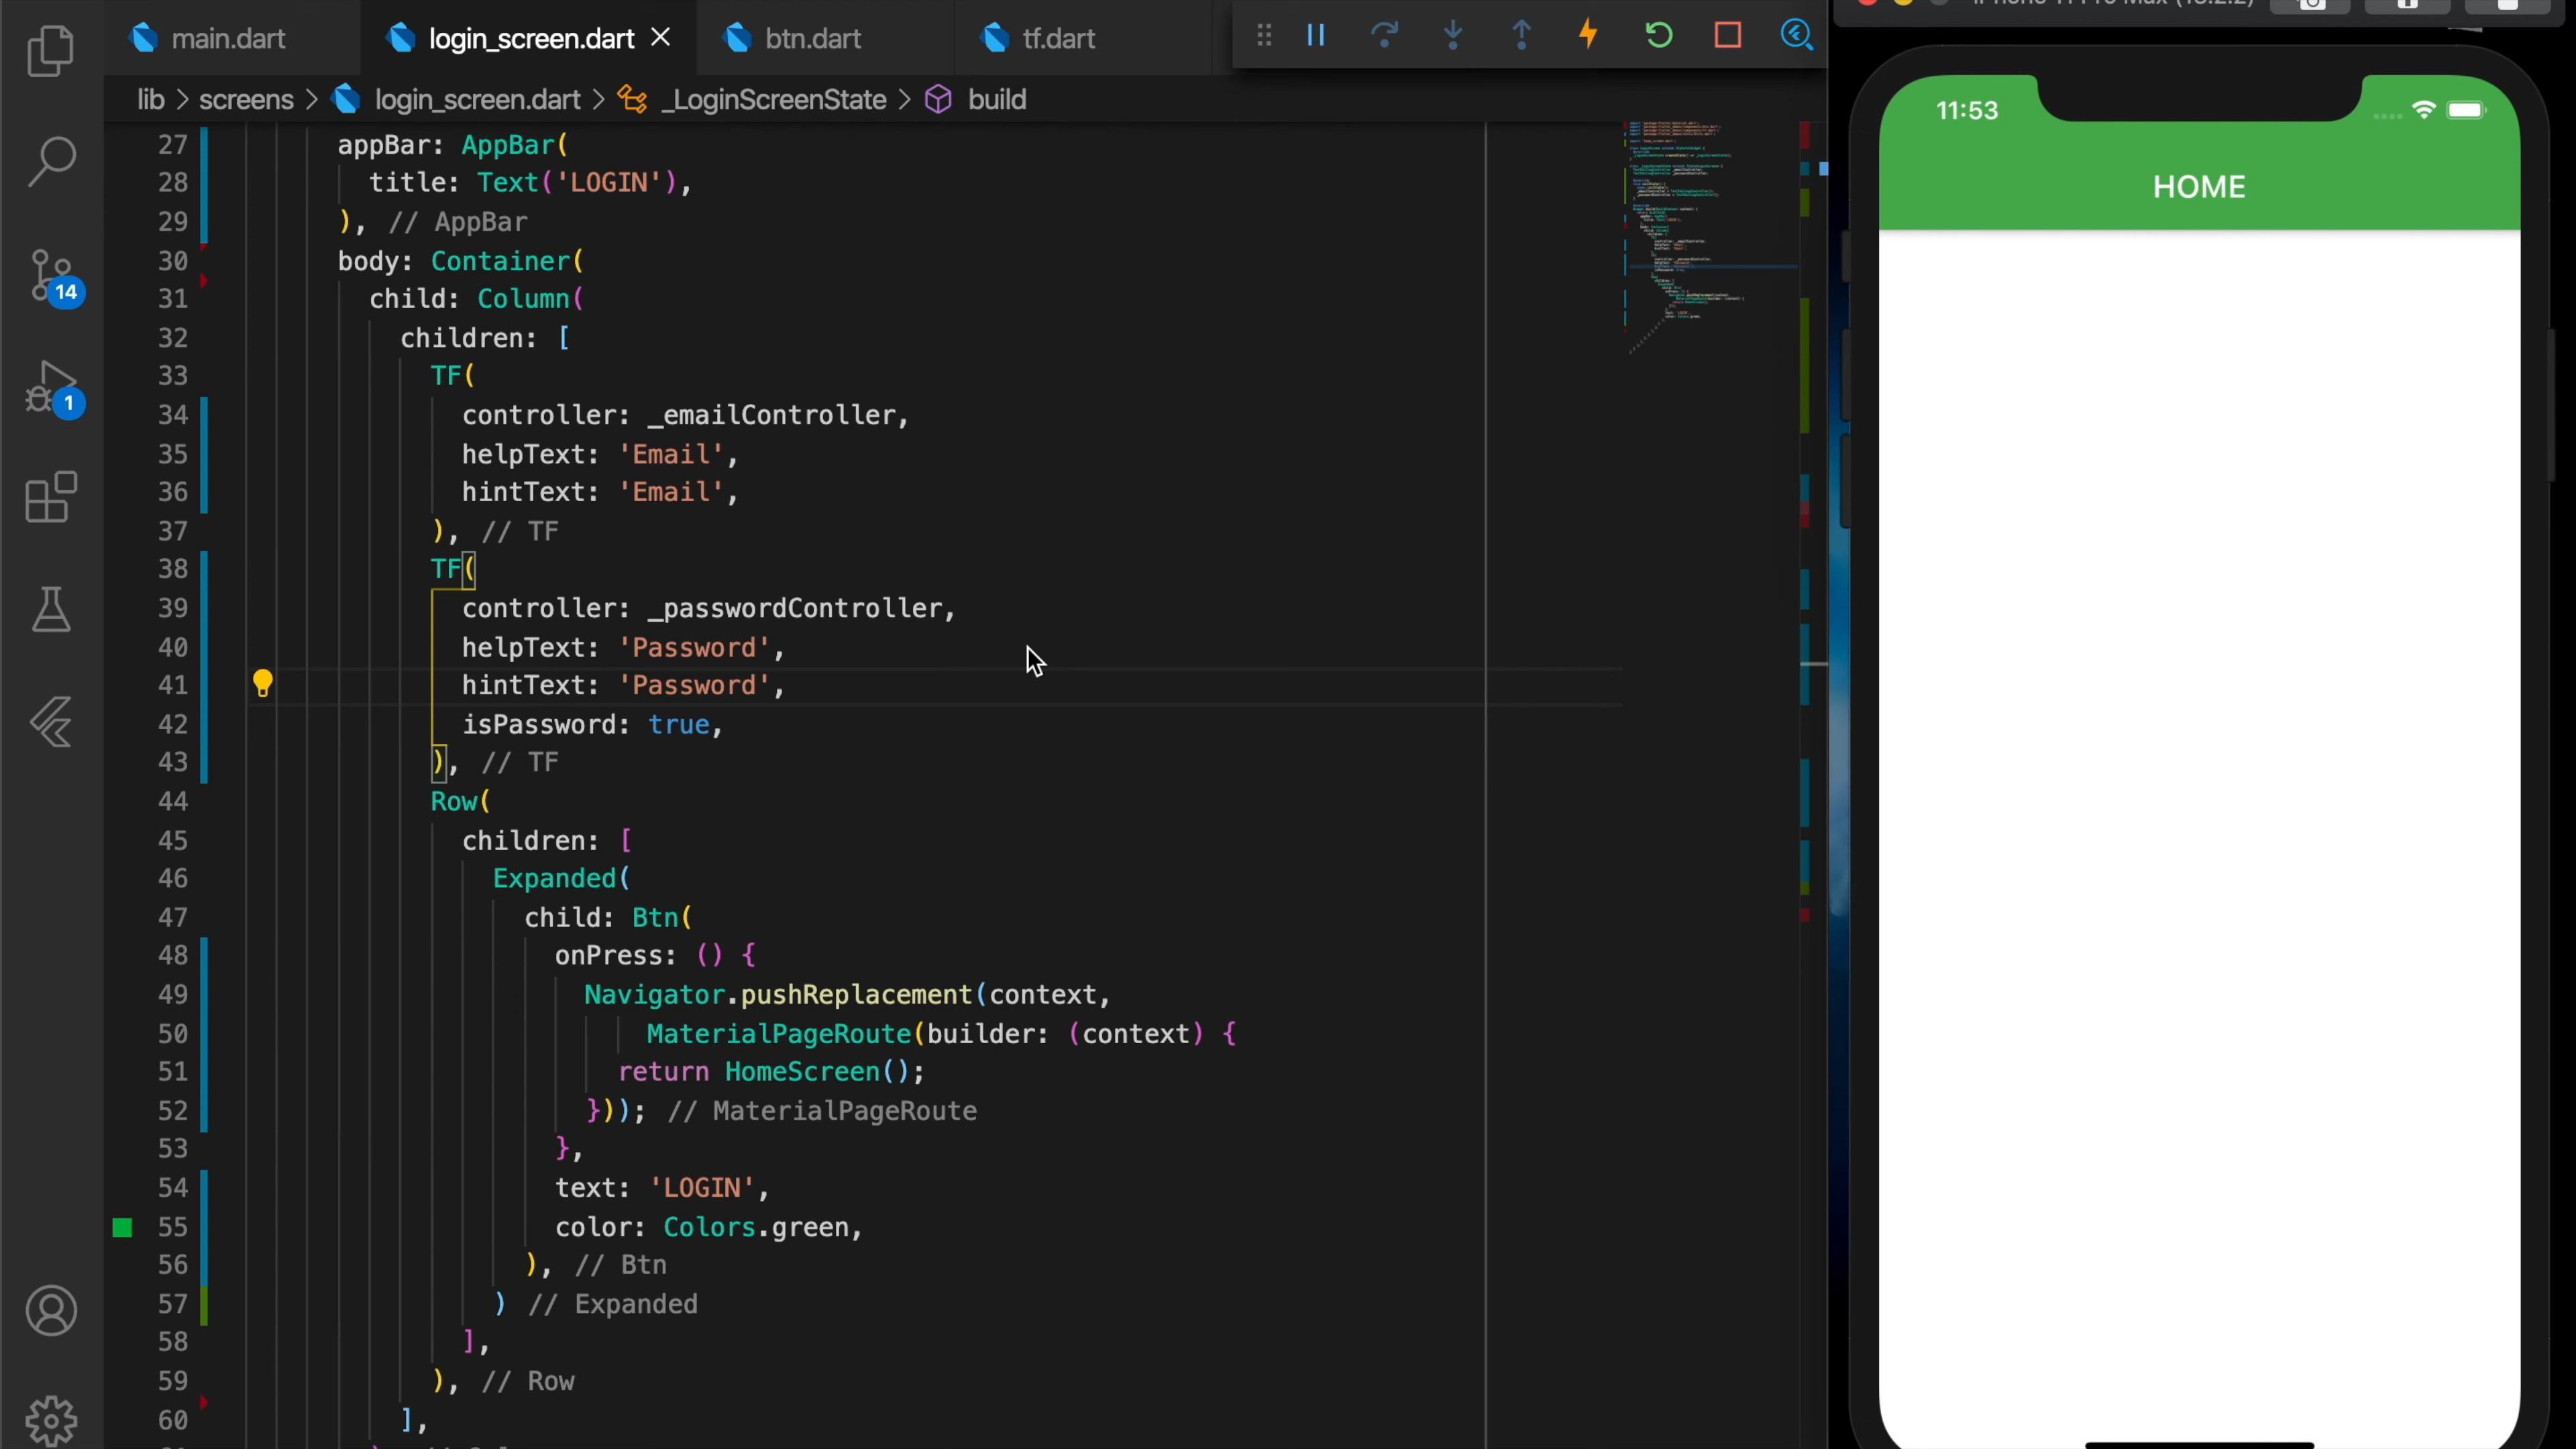 main.dart
login_screen.dart
btn.dart
tf.dart
lib > screens > login_screen.dart > _LoginScreenState > build
27 appBar: AppBar(
28 title: Text('LOGIN'),
29 ), // AppBar
30 body: Container(
31 child: Column(
32 children: [
33 TF(
34 controller: _emailController,
35 helpText: 'Email',
36 hintText: 'Email',
37 ), // TF
38 TF(
39 controller: _passwordController,
40 helpText: 'Password',
41 hintText: 'Password',
42 isPassword: true,
43 ), // TF
44 Row(
45 children: [
46 Expanded(
47 child: Btn(
48 onPress: () {
49 Navigator.pushReplacement(context,
50 MaterialPageRoute(builder: (context) {
51 return HomeScreen();
52 })); // MaterialPageRoute
53 },
54 text: 'LOGIN',
55 color: Colors.green,
56 ), // Btn
57 ) // Expanded
58 ],
59 ), // Row
60 ],
14
1
11:53
HOME